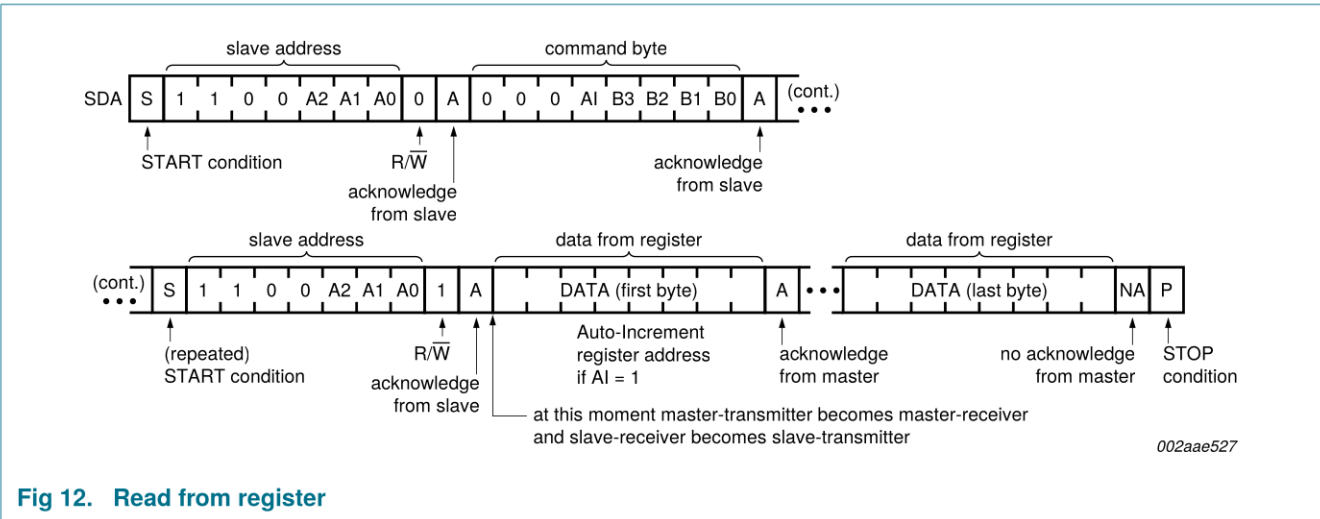 slave address command byte
SDA S 1 1 0 0 A2 A1 A0 0 A 0 0 0 AI B3 B2 B1 B0 A (cont.)
START condition R/W̅ acknowledge
from slave
acknowledge
from slave
slave address data from register data from register
(cont.) S 1 1 0 0 A2 A1 A0 1 A DATA (first byte) A DATA (last byte) NA P
(repeated)
START condition
R/W̅
acknowledge
from slave
Auto-Increment
register address
if AI = 1
acknowledge
from master
no acknowledge
from master
STOP
condition
at this moment master-transmitter becomes master-receiver
and slave-receiver becomes slave-transmitter
002aae527
Fig 12. Read from register